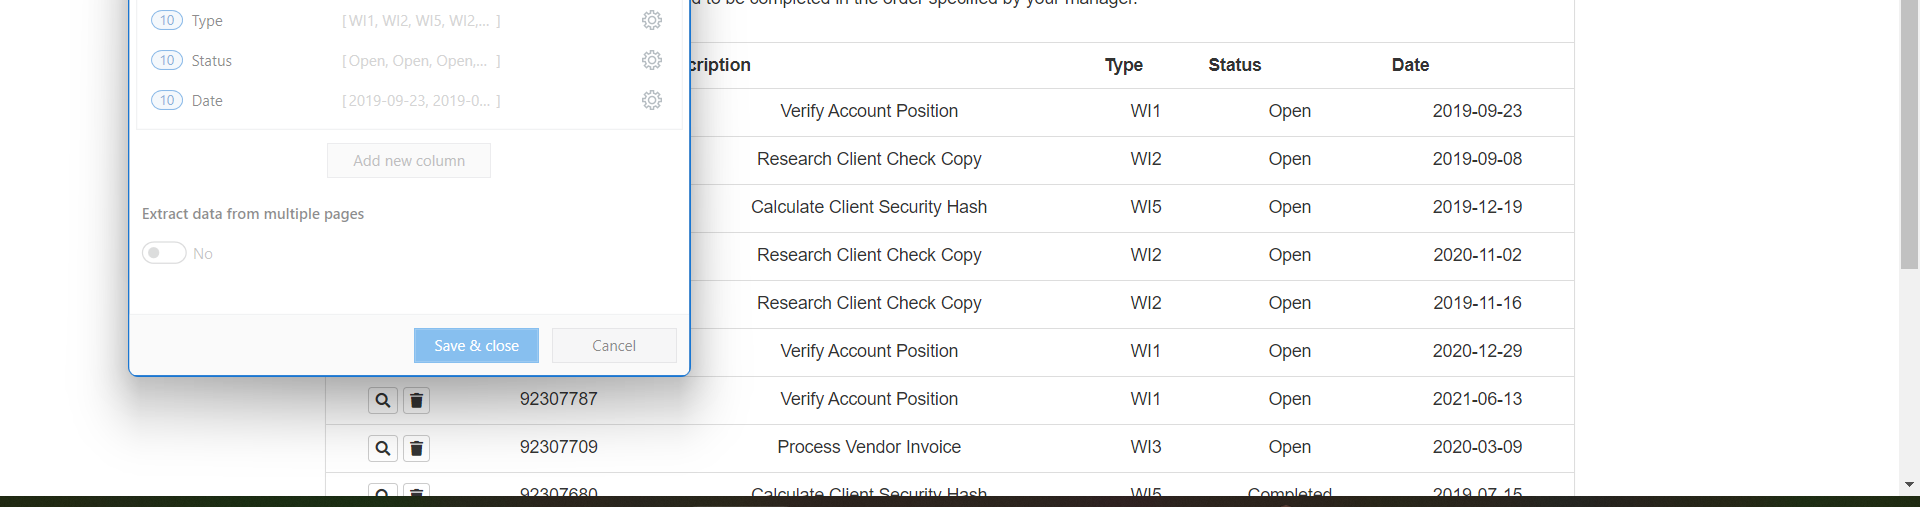 d to be completed in the order specified by your manager.
10 Type [WI1, WI2, WI5, WI2,... ]
10 Status [Open, Open, Open,... ]
10 Date [2019-09-23, 2019-0... ]
Add new column
Extract data from multiple pages
No
Save & close Cancel
cription Type Status Date
Verify Account Position WI1 Open 2019-09-23
Research Client Check Copy WI2 Open 2019-09-08
Calculate Client Security Hash WI5 Open 2019-12-19
Research Client Check Copy WI2 Open 2020-11-02
Research Client Check Copy WI2 Open 2019-11-16
Verify Account Position WI1 Open 2020-12-29
92307787 Verify Account Position WI1 Open 2021-06-13
92307709 Process Vendor Invoice WI3 Open 2020-03-09
92307680 Calculate Client Security Hash WI5 Completed 2019-07-15